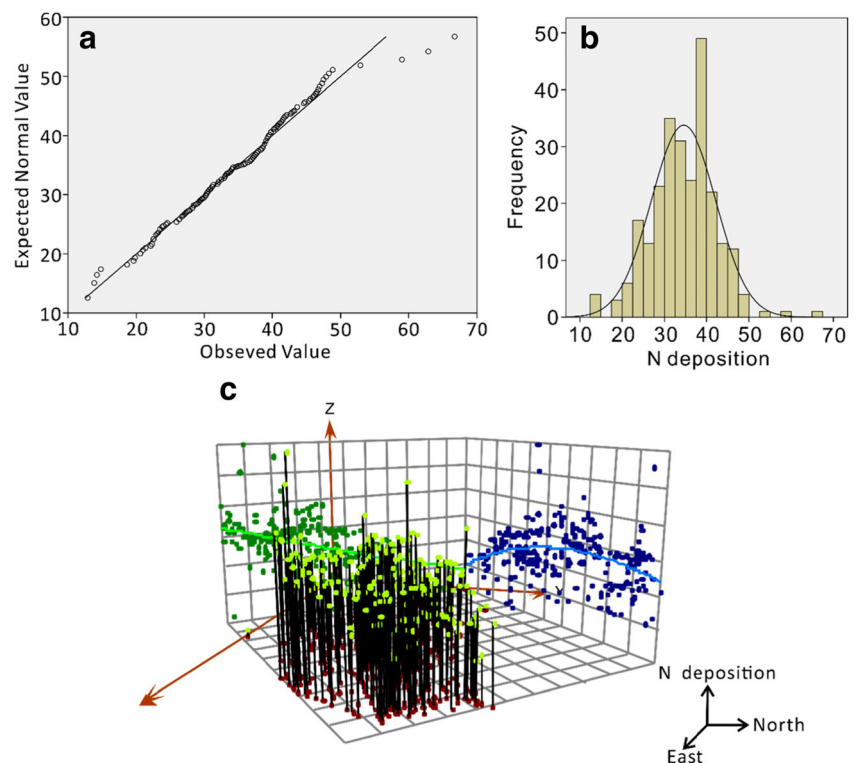 a
60
50
40
30
20
10
Expected Normal Value
10 20 30 40 50 60 70
Obseved Value
b
50
40
30
20
10
0
Frequency
10 20 30 40 50 60 70
N deposition
c
Z
Y
N deposition
North
East